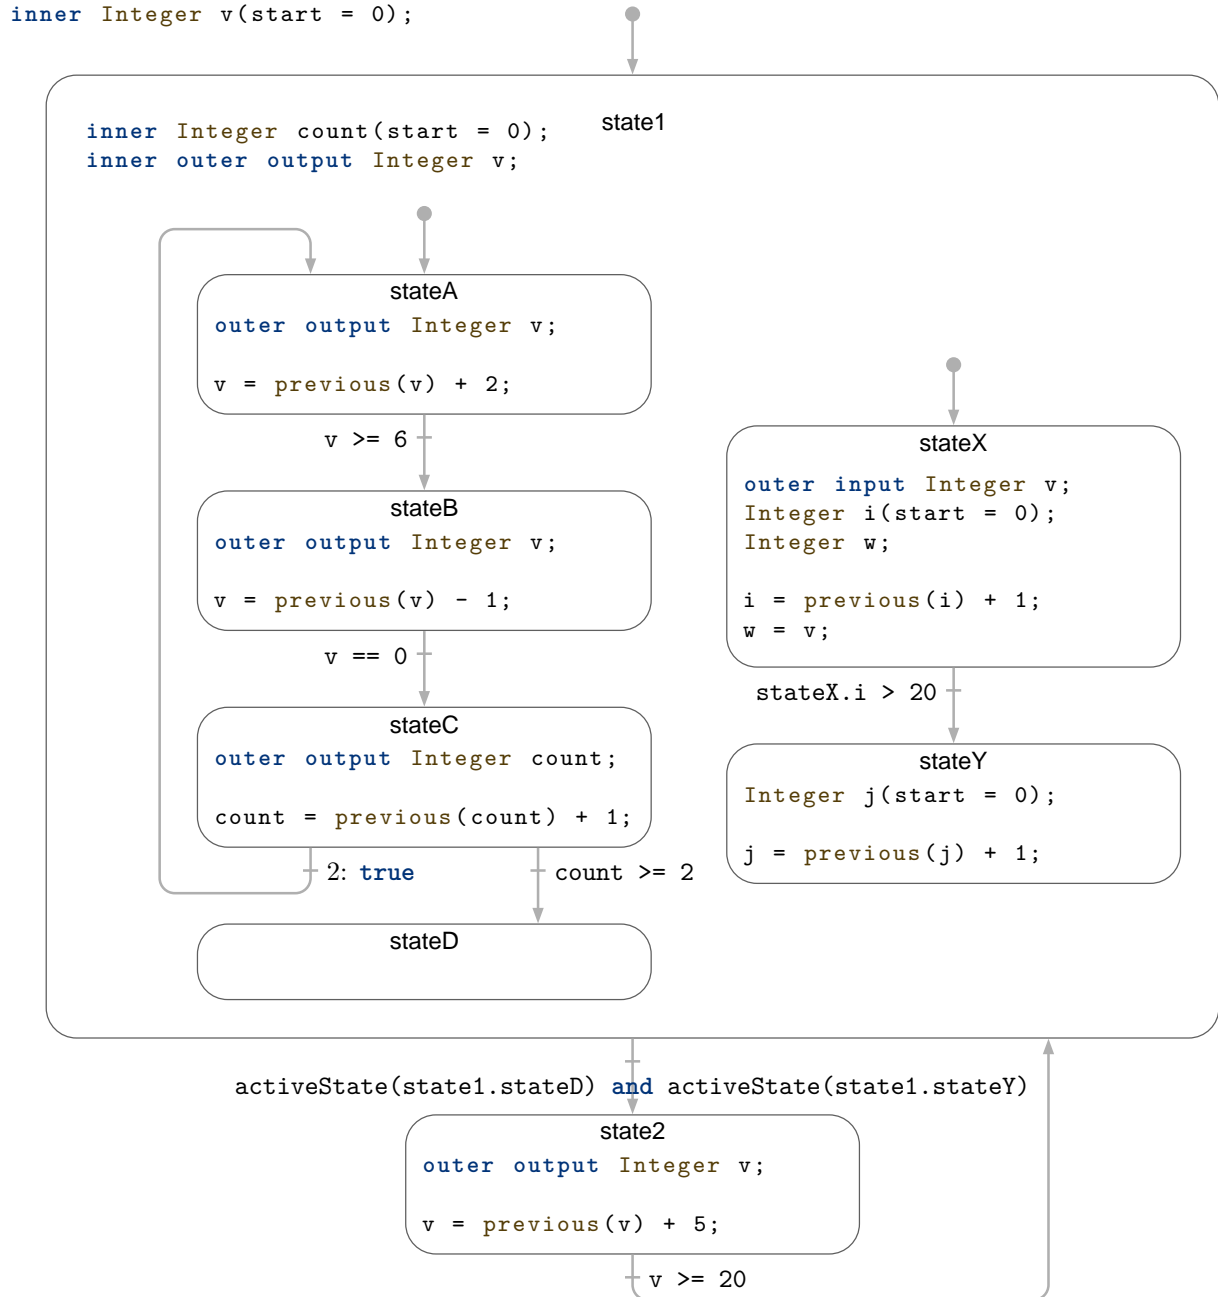 inner Integer v(start = 0);
state1
inner Integer count(start = 0);
inner outer output Integer v;
stateA
outer output Integer v;
v = previous(v) + 2;
v >= 6
stateB
outer output Integer v;
v = previous(v) - 1;
v == 0
stateC
outer output Integer count;
count = previous(count) + 1;
2: true
count >= 2
stateD
stateX
outer input Integer v;
Integer i(start = 0);
Integer w;
i = previous(i) + 1;
w = v;
stateX.i > 20
stateY
Integer j(start = 0);
j = previous(j) + 1;
activeState(state1.stateD) and activeState(state1.stateY)
state2
outer output Integer v;
v = previous(v) + 5;
v >= 20